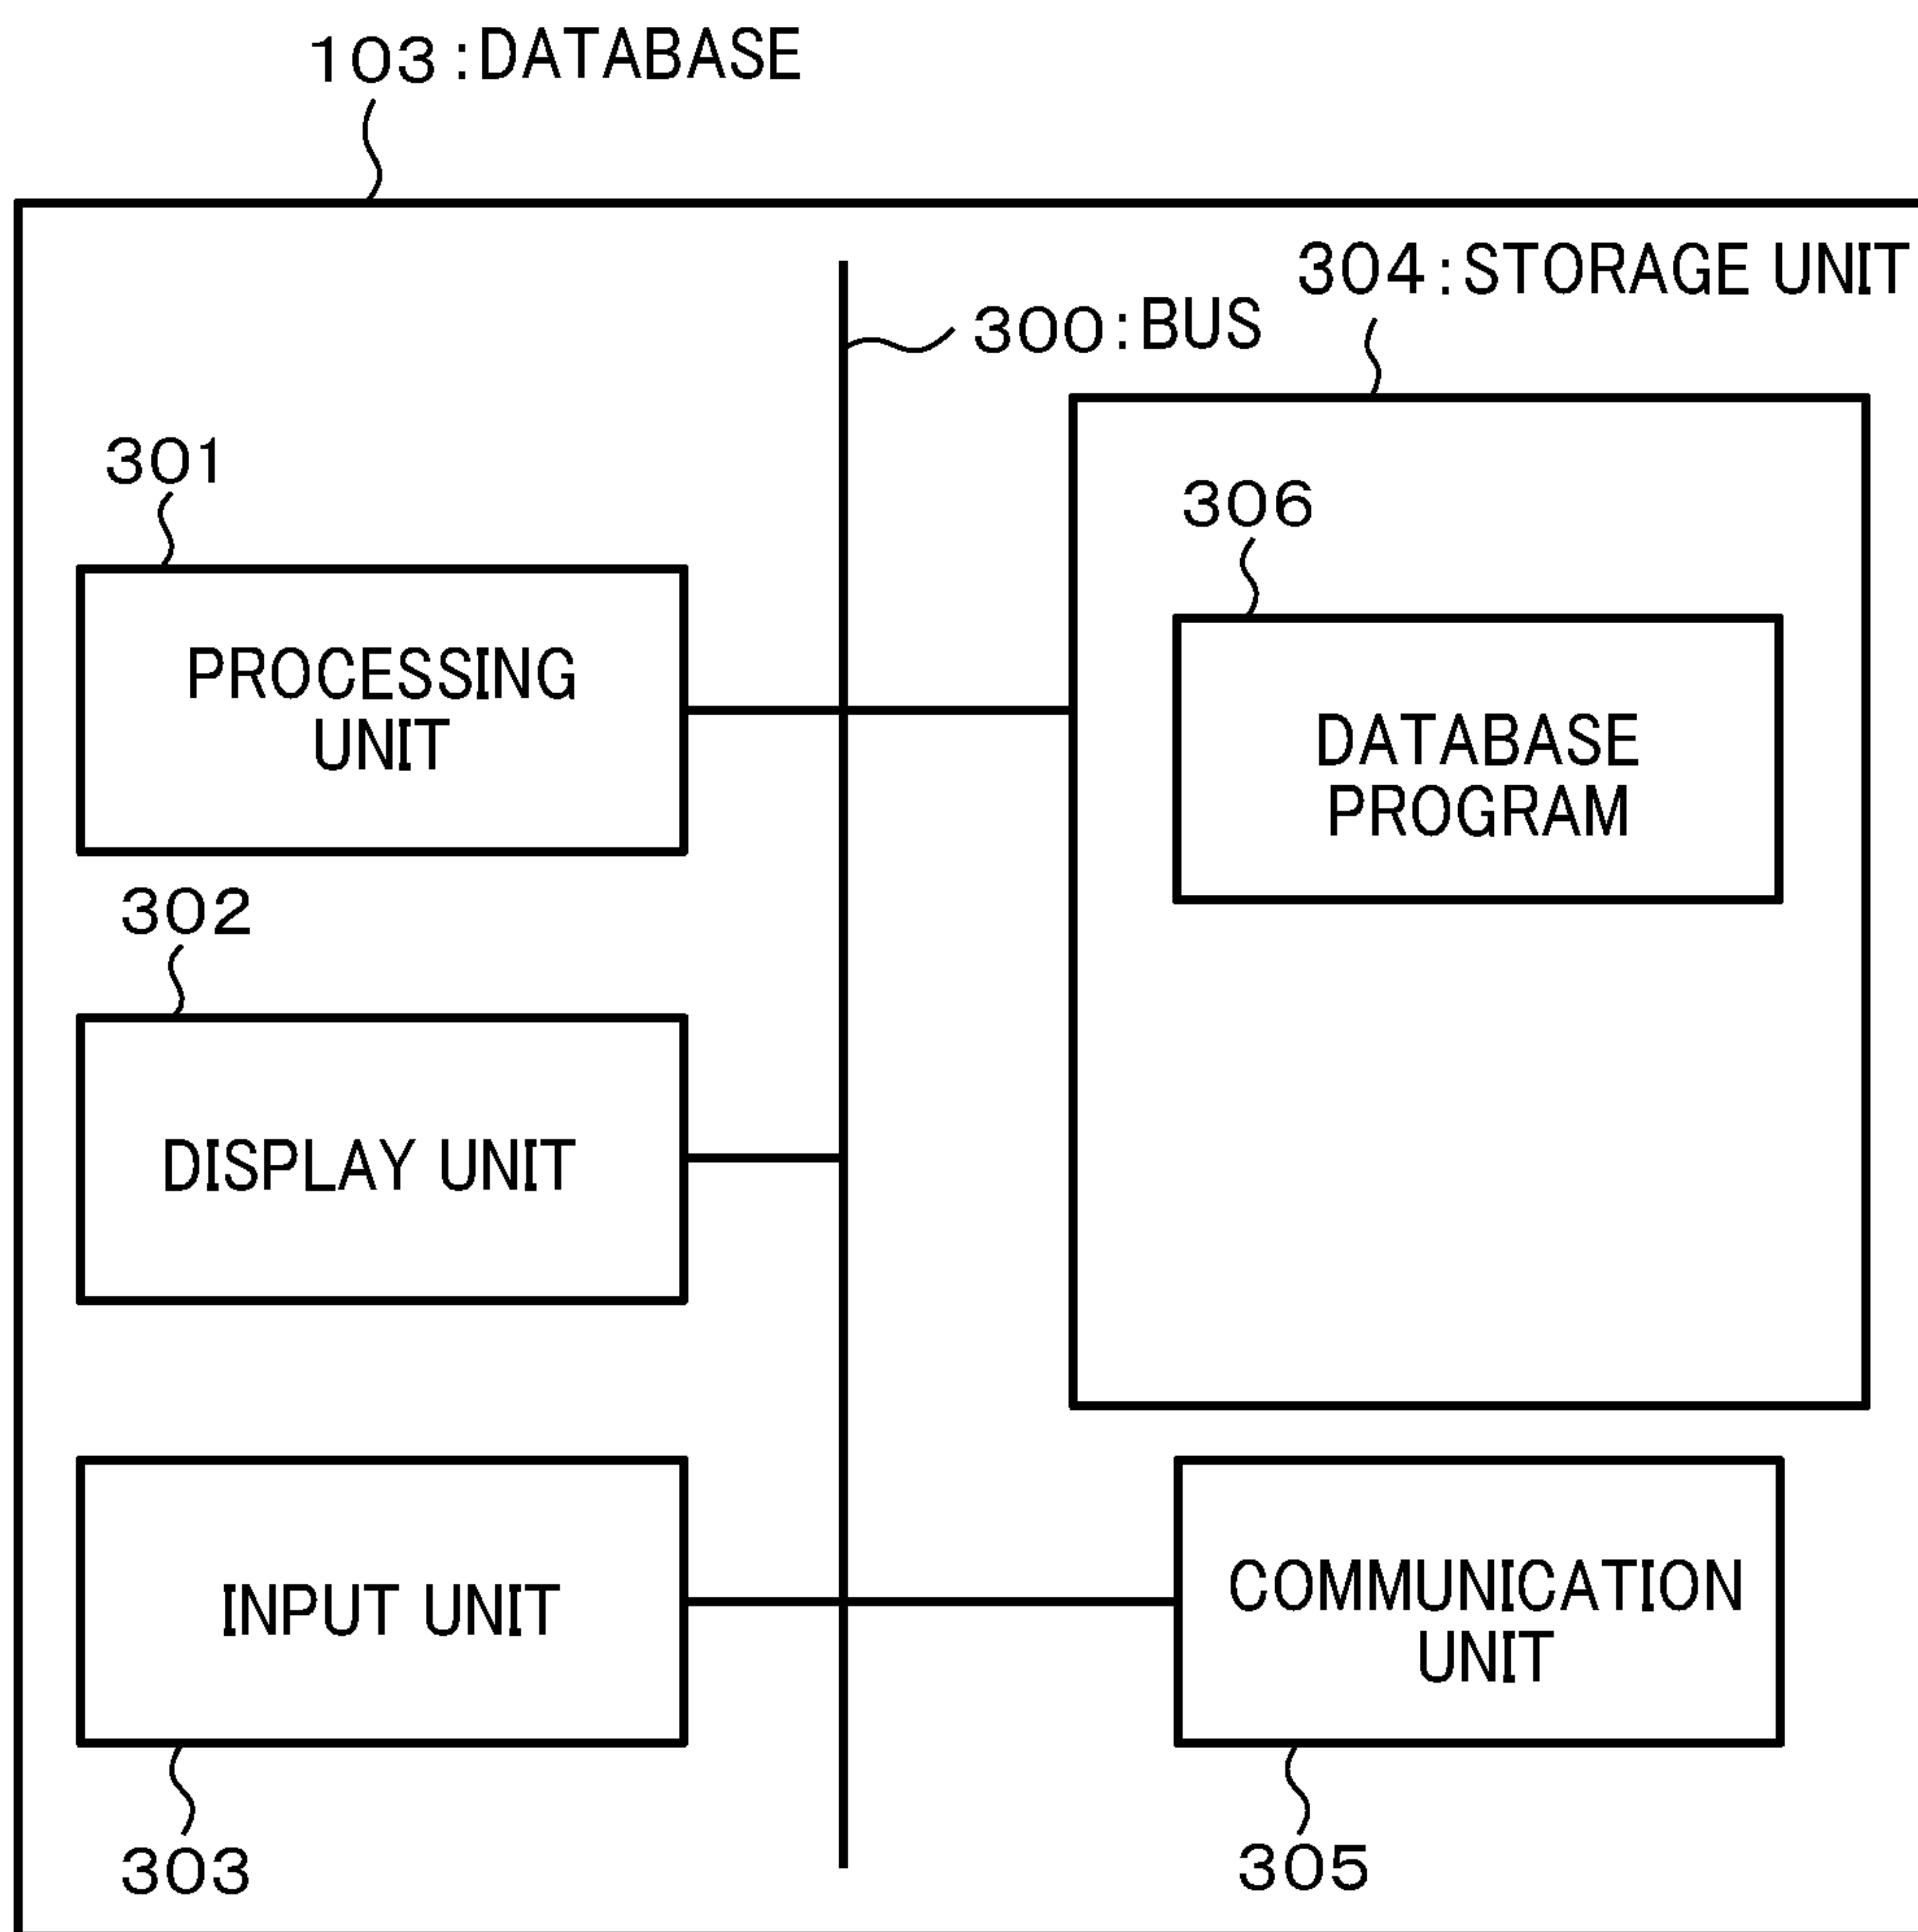 103:DATABASE
304:STORAGE UNIT
300:BUS
301
306
PROCESSING
UNIT
DATABASE
PROGRAM
302
DISPLAY UNIT
INPUT UNIT
COMMUNICATION
UNIT
303
305